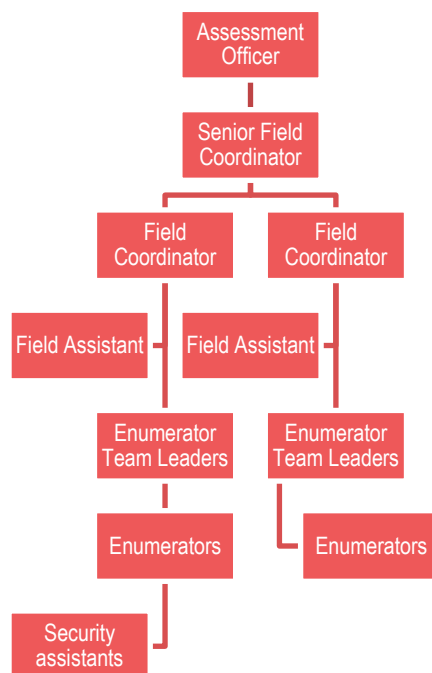 Assessment
Officer
Senior Field
Coordinator
Field
Coordinator
Field
Coordinator
Field Assistant
Field Assistant
Enumerator
Team Leaders
Enumerator
Team Leaders
Enumerators
Enumerators
Security
assistants